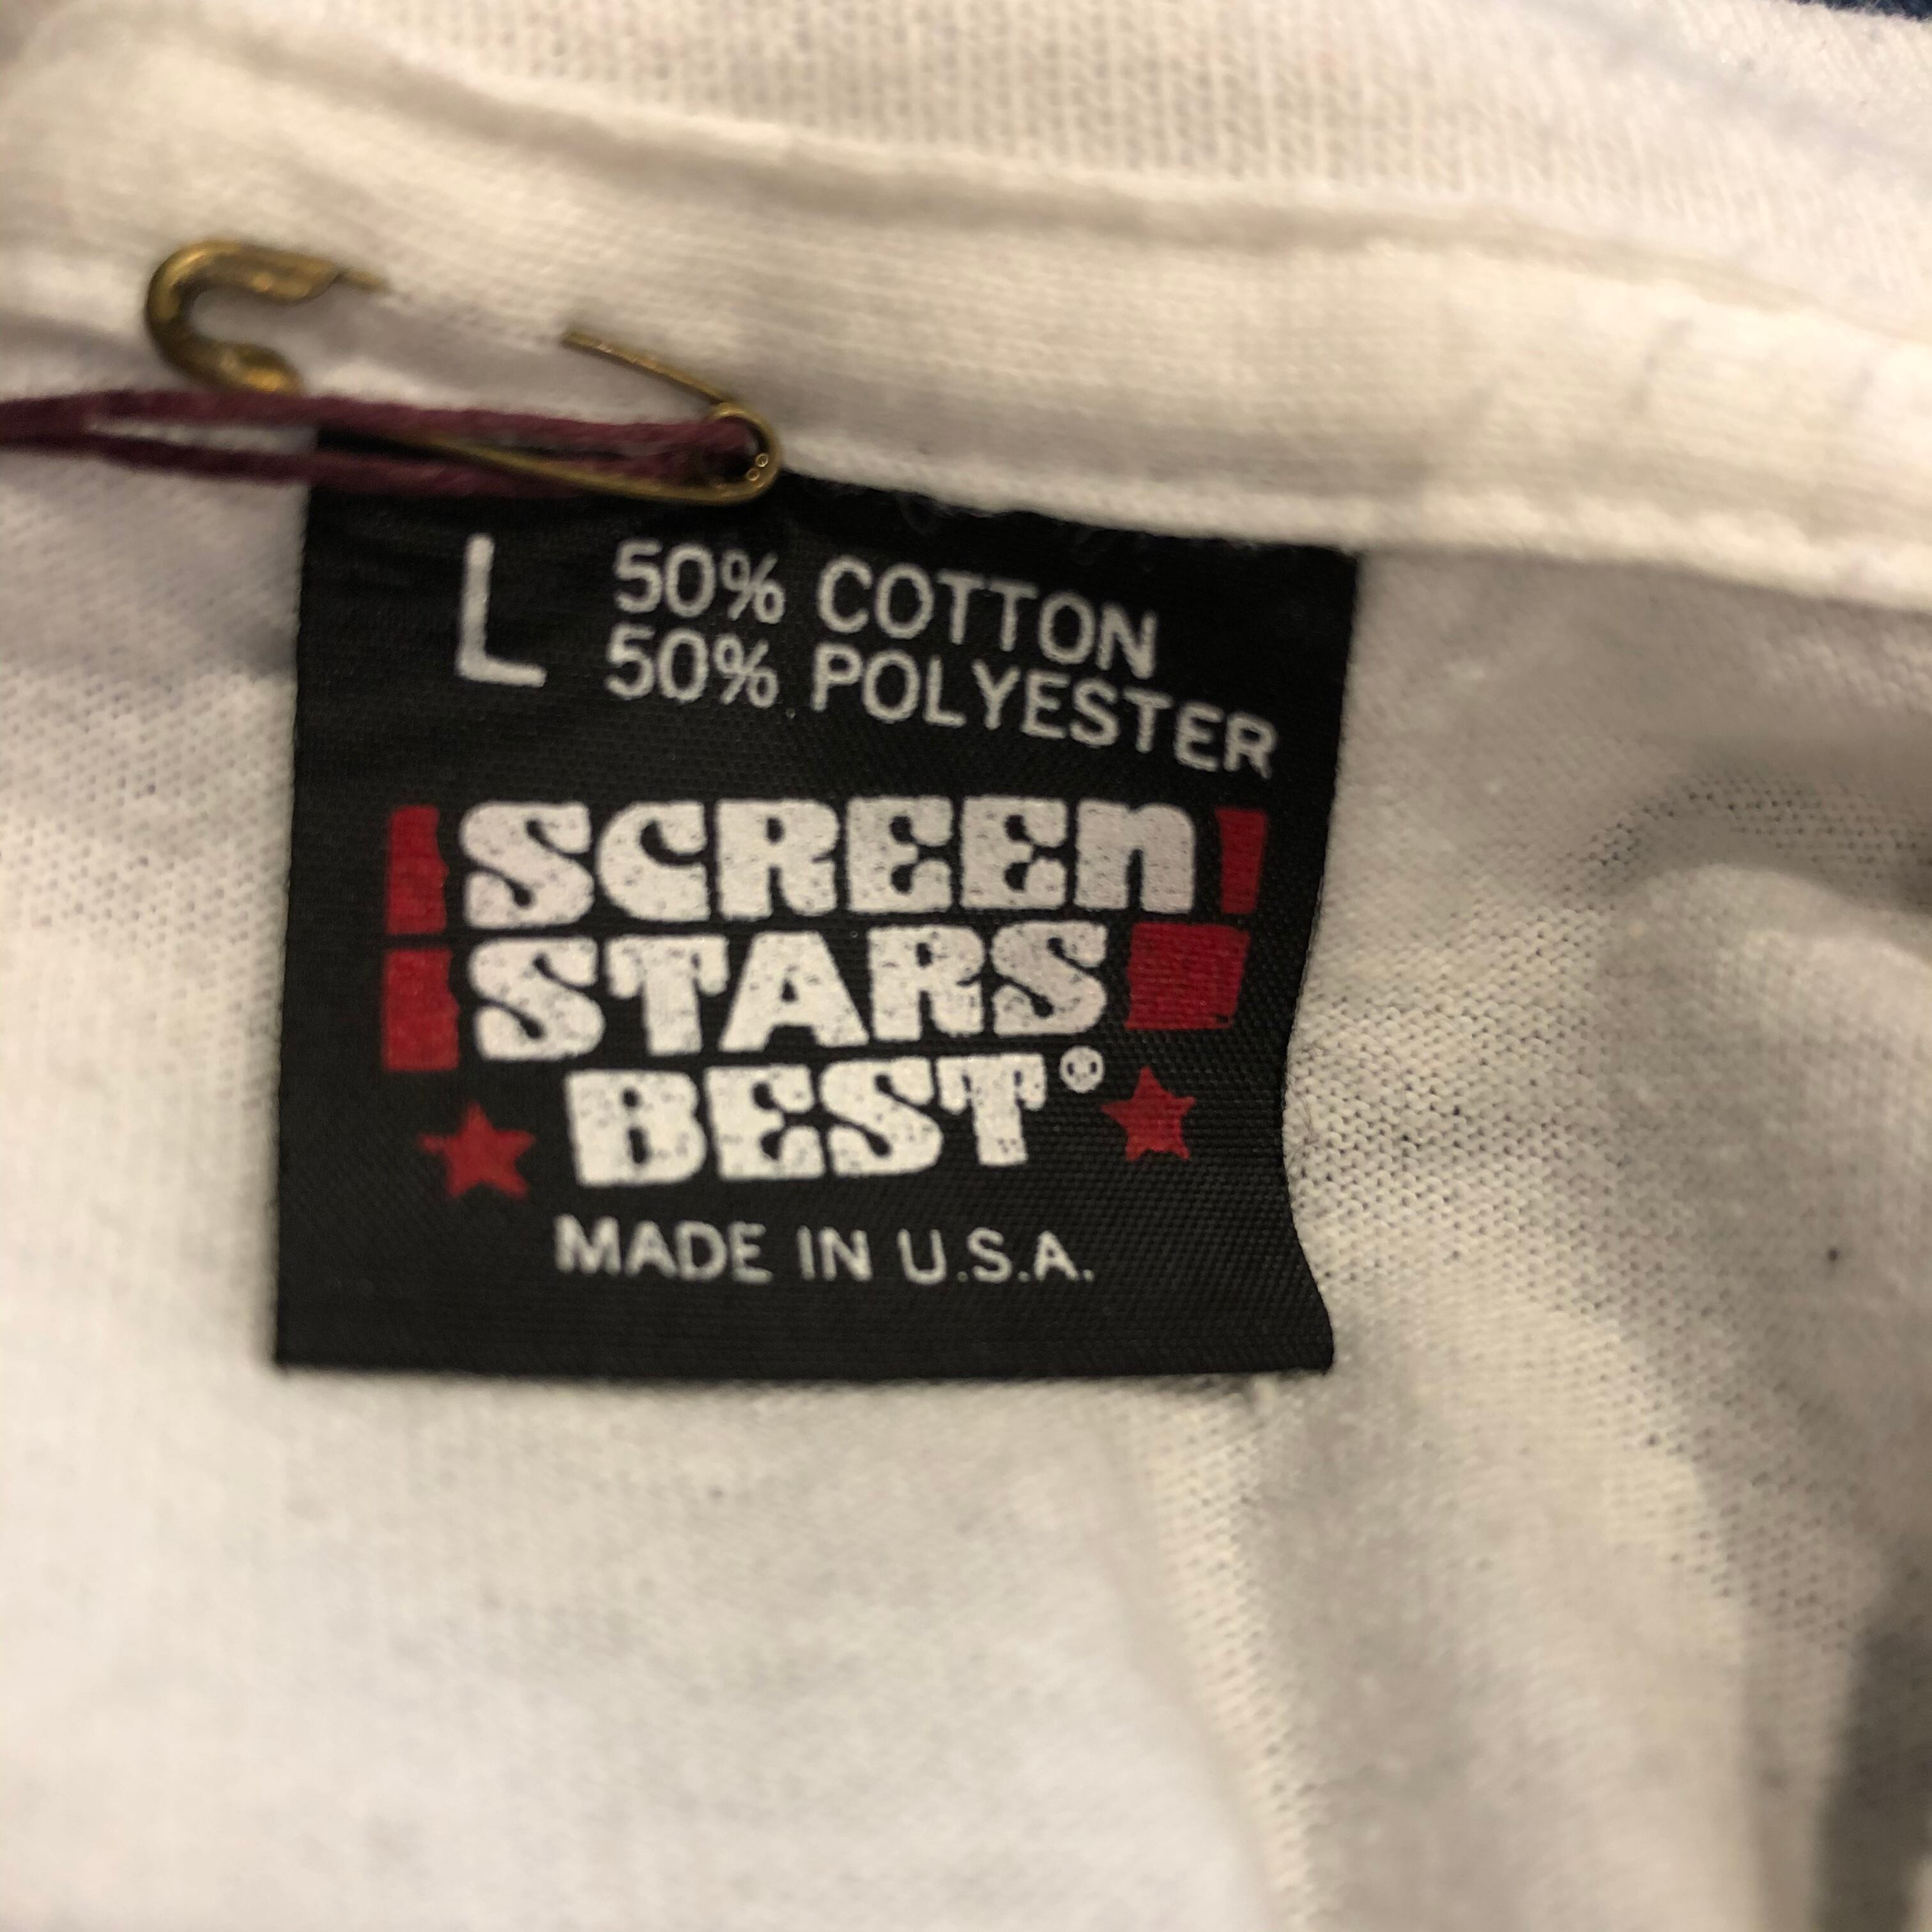 L 50% COTTON
50% POLYESTER
SCREEN
STARS
BEST®
MADE IN U.S.A.